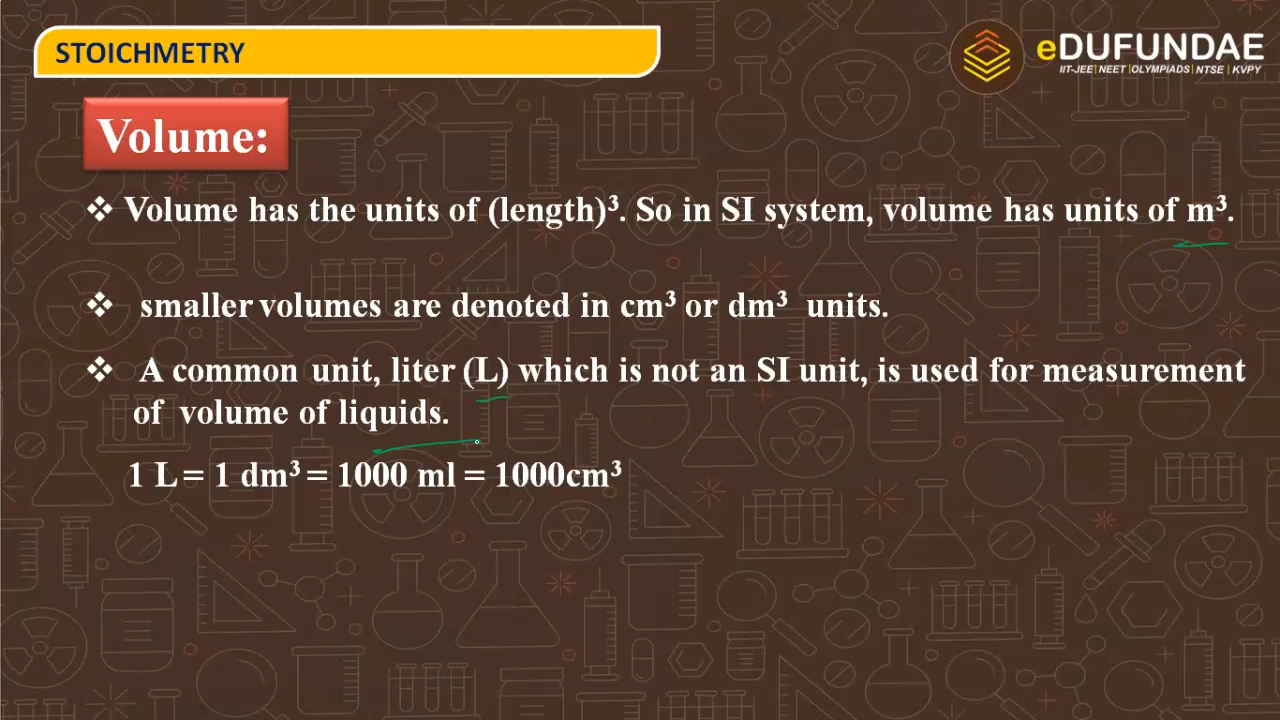 STOICHMETRY
eDUFUNDAE
IIT-JEE|NEET|OLYMPIADS|NTSE|KVPY
Volume:
❖ Volume has the units of (length)³. So in SI system, volume has units of m³.
❖ smaller volumes are denoted in cm³ or dm³ units.
❖ A common unit, liter (L) which is not an SI unit, is used for measurement
of volume of liquids.
1 L = 1 dm³ = 1000 ml = 1000cm³